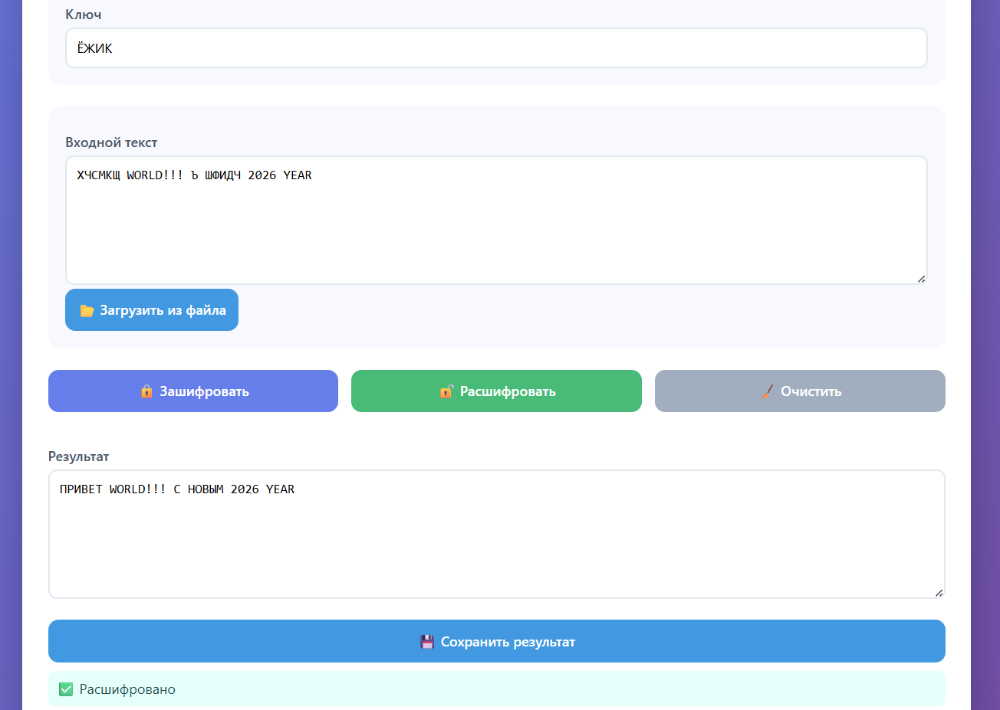 Ключ
ЁЖИК
Входной текст
ХЧСМКЩ WORLD!!! Ъ ШФИДЧ 2026 YEAR
Загрузить из файла
Зашифровать
Расшифровать
Очистить
Результат
ПРИВЕТ WORLD!!! С НОВЫМ 2026 YEAR
Сохранить результат
Расшифровано